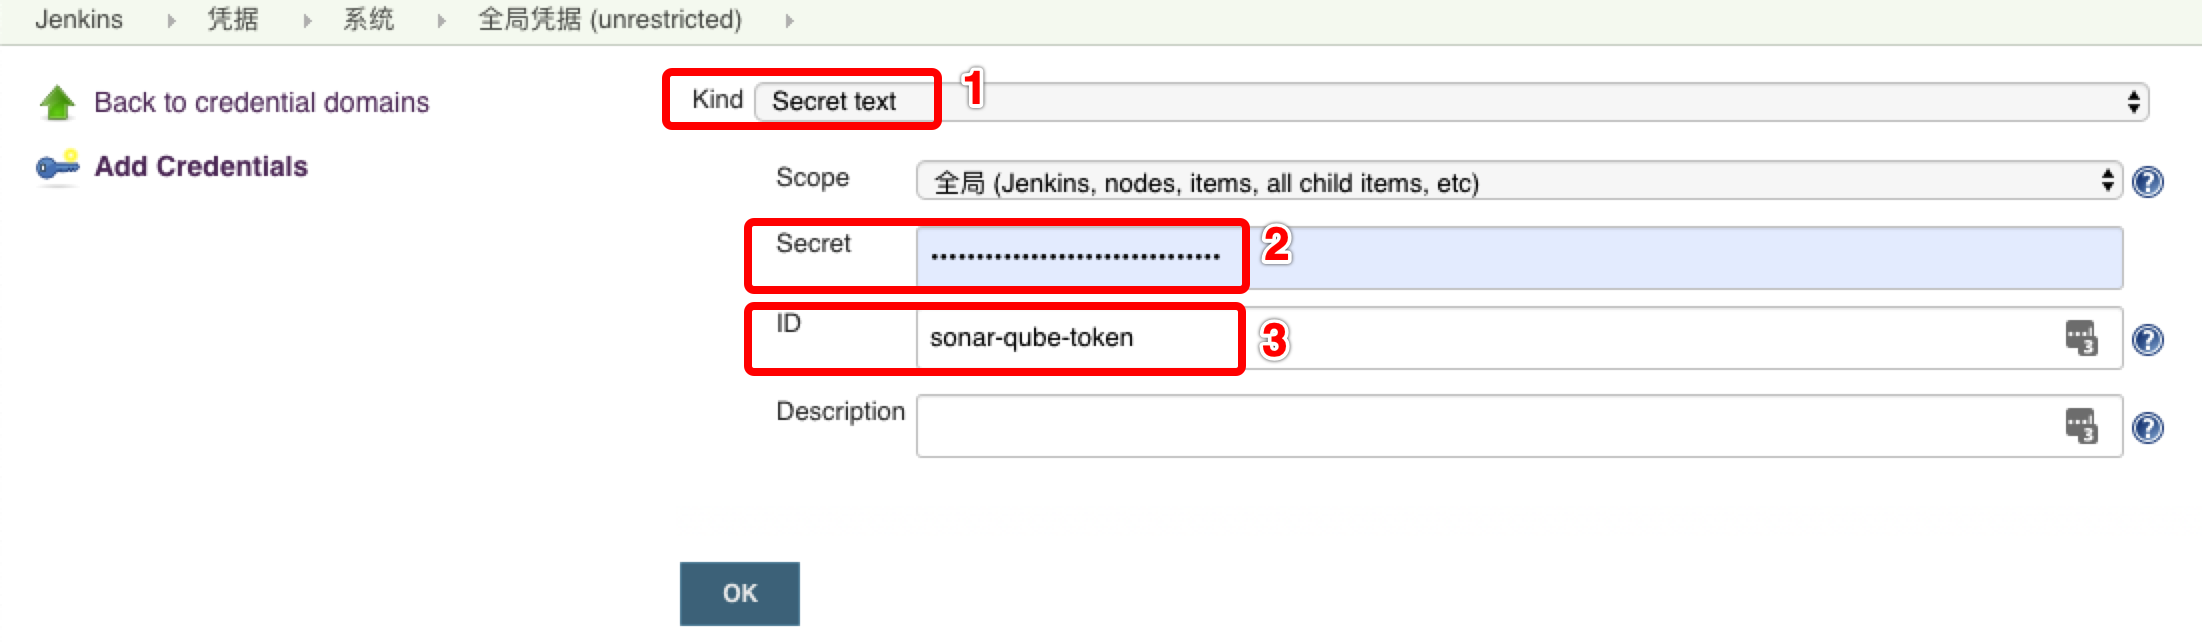 Jenkins 凭据 系统 全局凭据 (unrestricted)
Back to credential domains
Add Credentials
Kind Secret text 1
Scope 全局 (Jenkins, nodes, items, all child items, etc) ?
Secret •••••••••••••••••••••••••••••••• 2
ID sonar-qube-token 3 3 ?
Description 3 ?
OK